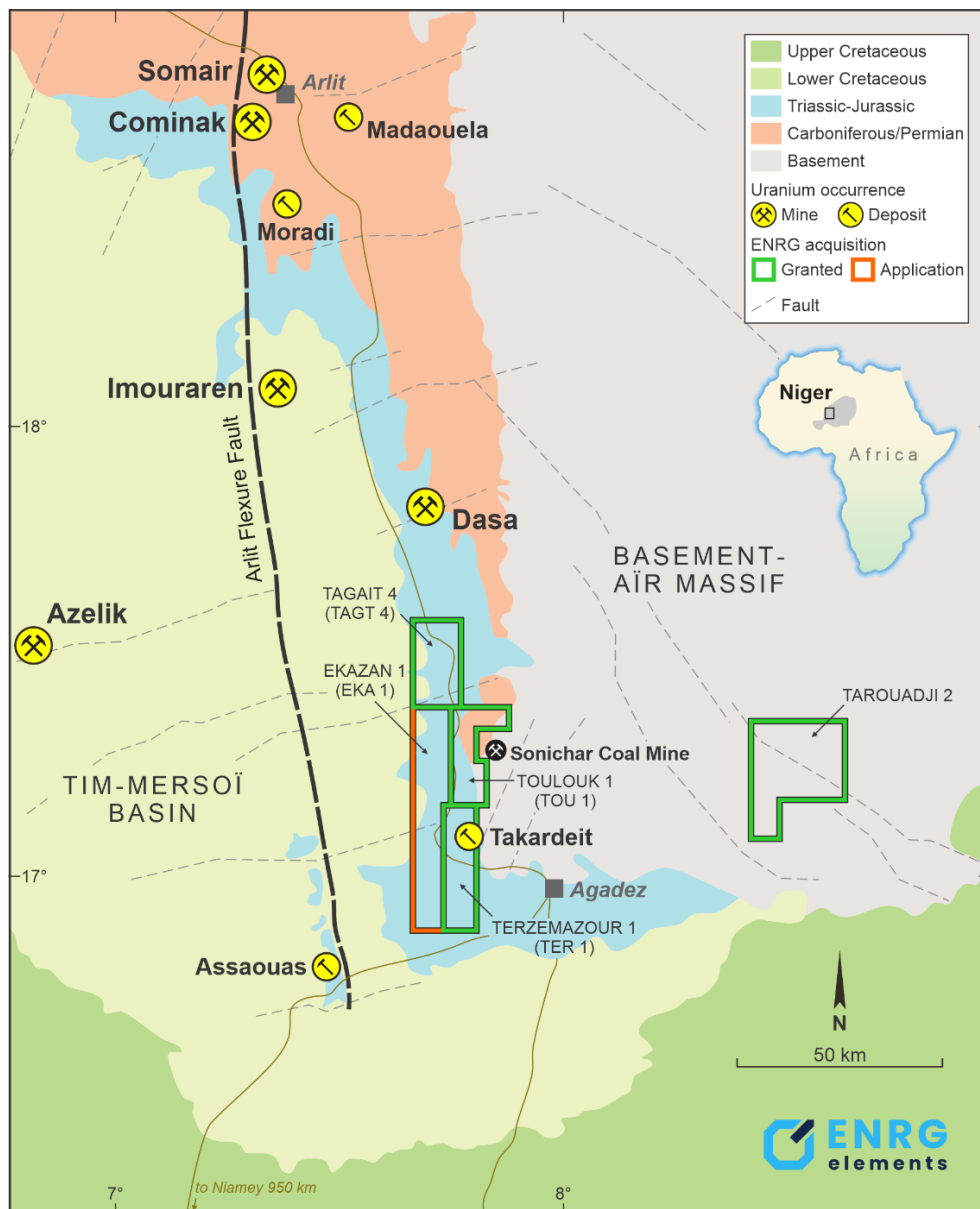 Upper Cretaceous
Lower Cretaceous
Triassic-Jurassic
Carboniferous/Permian
Basement
Uranium occurrence
Mine
Deposit
ENRG acquisition
Granted
Application
Fault
Somair
Arlit
Cominak
Madaouela
Moradi
Imouraren
Niger
Africa
18°
Arlit Flexure Fault
Dasa
BASEMENT-
AÏR MASSIF
TAGAIT 4
(TAGT 4)
Azelik
EKAZAN 1
(EKA 1)
TAROUADJI 2
Sonichar Coal Mine
TIM-MERSOÏ
BASIN
TOULOUK 1
(TOU 1)
Takardeit
17°
Agadez
TERZEMAZOUR 1
(TER 1)
Assaouas
N
50 km
ENRG
elements
to Niamey 950 km
7°
8°